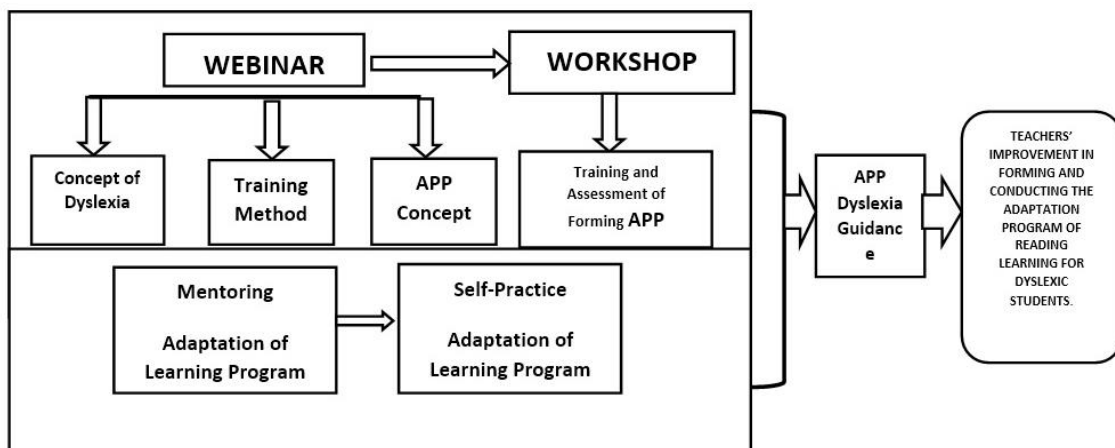 WEBINAR
WORKSHOP
Concept of
Dyslexia
Training
Method
APP
Concept
Training and
Assessment of
Forming APP
Mentoring
Adaptation of
Learning Program
Self-Practice
Adaptation of
Learning Program
APP
Dyslexia
Guidanc
e
TEACHERS'
IMPROVEMENT IN
FORMING AND
CONDUCTING THE
ADAPTATION
PROGRAM OF
READING
LEARNING FOR
DYSLEXIC
STUDENTS.